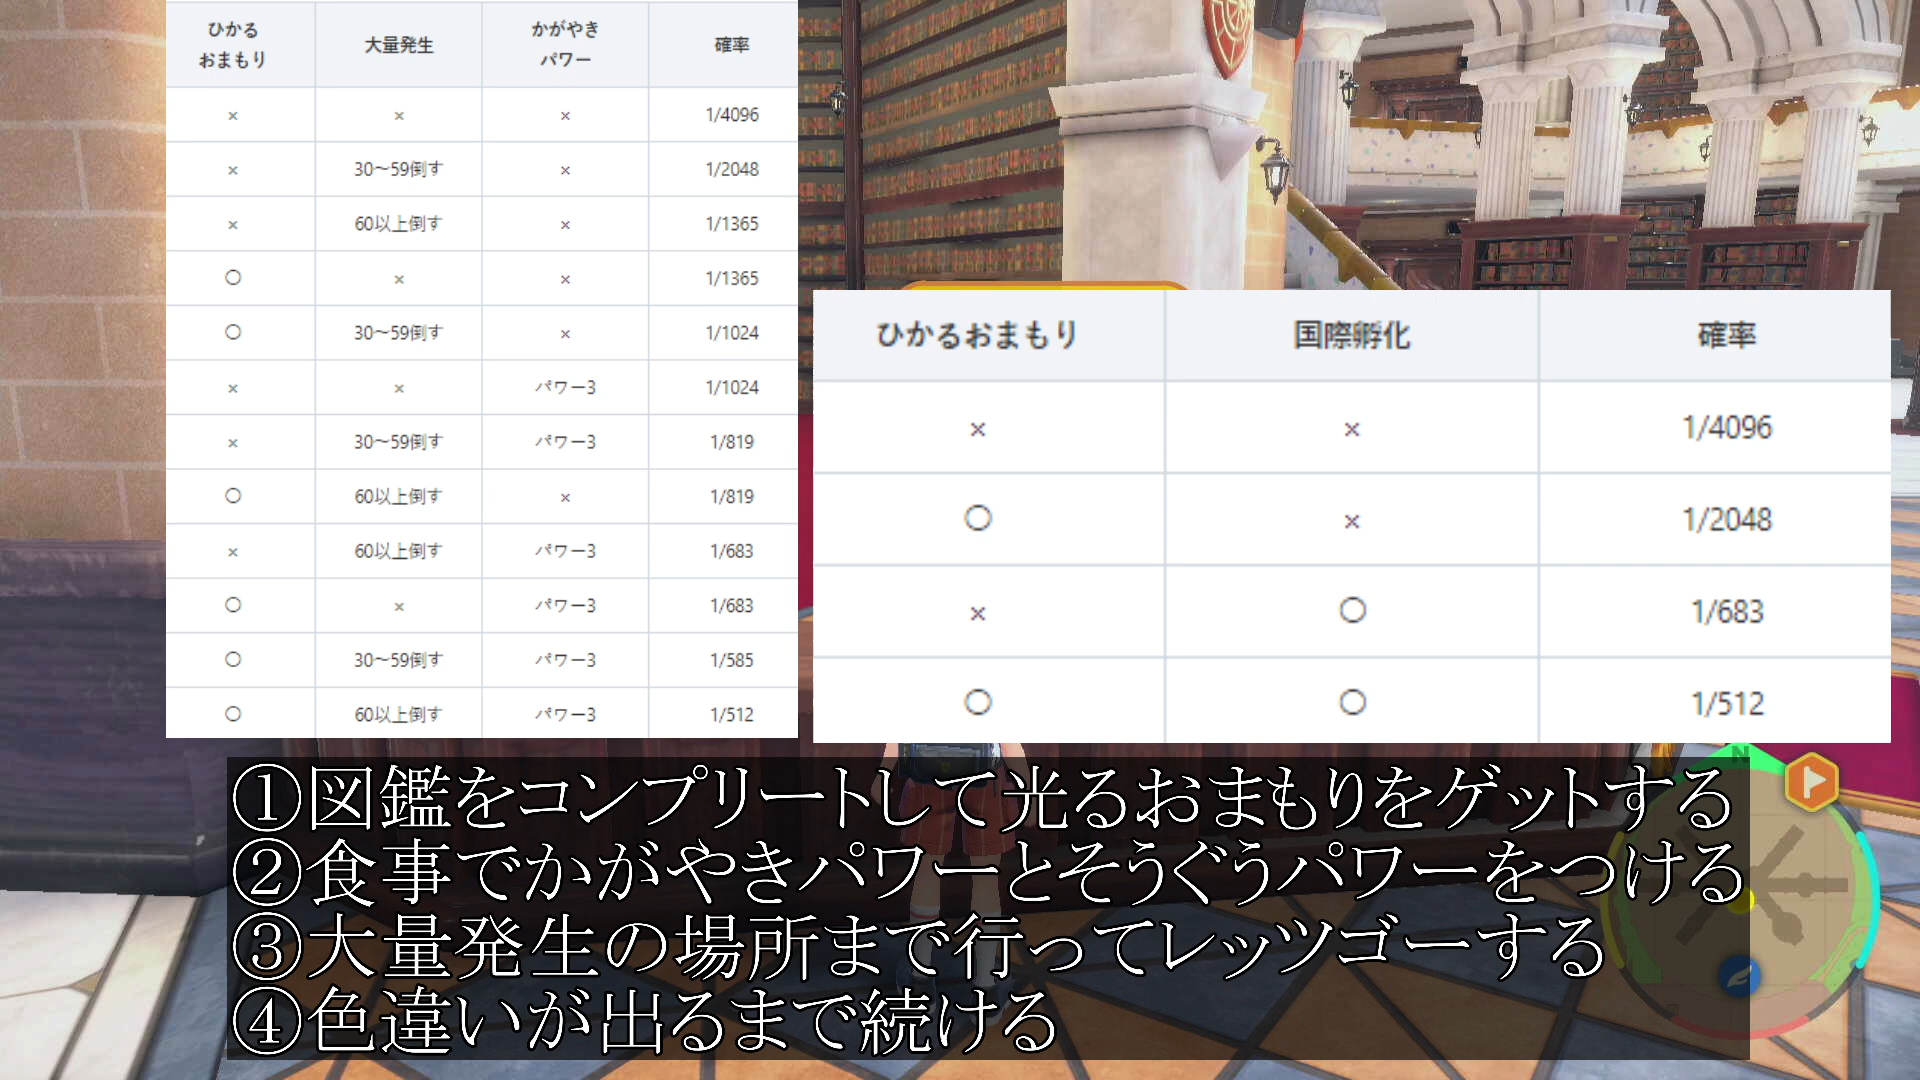 ひかる
おまもり 大量発生 かがやき
パワー 確率
× × × 1/4096
× 30～59倒す × 1/2048
× 60以上倒す × 1/1365
〇 × × 1/1365
〇 30～59倒す × 1/1024
× × パワー3 1/1024
× 30～59倒す パワー3 1/819
〇 60以上倒す × 1/819
× 60以上倒す パワー3 1/683
〇 × パワー3 1/683
〇 30～59倒す パワー3 1/585
〇 60以上倒す パワー3 1/512
ひかるおまもり 国際孵化 確率
× × 1/4096
〇 × 1/2048
× 〇 1/683
〇 〇 1/512
N
①図鑑をコンプリートして光るおまもりをゲットする
②食事でかがやきパワーとそうぐうパワーをつける
③大量発生の場所まで行ってレッツゴーする
④色違いが出るまで続ける